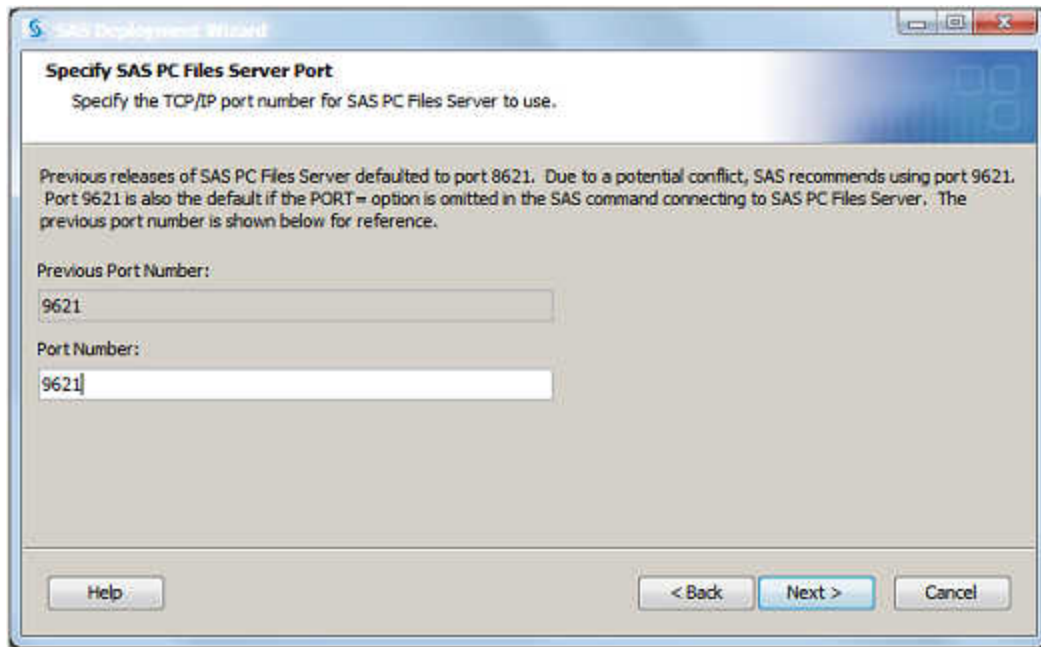 SAS Deployment Wizard
Specify SAS PC Files Server Port
Specify the TCP/IP port number for SAS PC Files Server to use.
Previous releases of SAS PC Files Server defaulted to port 8621.  Due to a potential conflict, SAS recommends using port 9621.
Port 9621 is also the default if the PORT= option is omitted in the SAS command connecting to SAS PC Files Server.  The
previous port number is shown below for reference.
Previous Port Number:
9621
Port Number:
9621
Help
< Back
Next >
Cancel